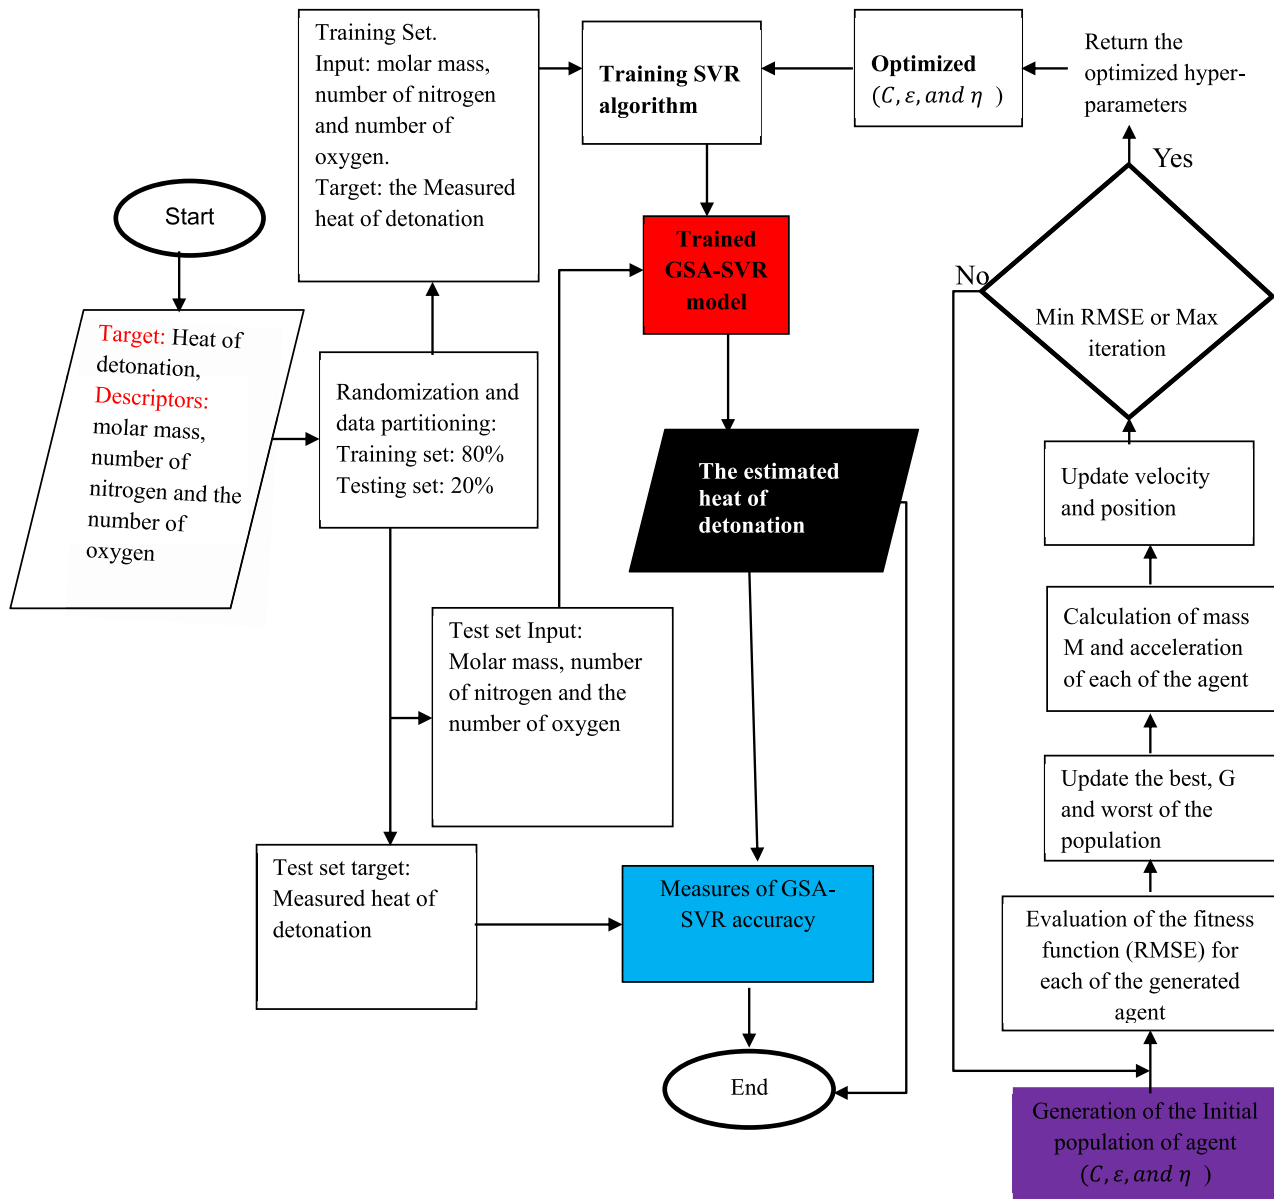 Start
Target: Heat of
detonation,
Descriptors:
molar mass,
number of
nitrogen and the
number of
oxygen
Randomization and
data partitioning:
Training set: 80%
Testing set: 20%
Training Set.
Input: molar mass,
number of nitrogen
and number of
oxygen.
Target: the Measured
heat of detonation
Training SVR
algorithm
Optimized
(C, ε, and η )
Return the
optimized hyper-
parameters
Yes
No
Min RMSE or Max
iteration
Update velocity
and position
Calculation of mass
M and acceleration
of each of the agent
Update the best, G
and worst of the
population
Evaluation of the fitness
function (RMSE) for
each of the generated
agent
Generation of the Initial
population of agent
(C, ε, and η )
Trained
GSA-SVR
model
The estimated
heat of
detonation
Test set Input:
Molar mass, number
of nitrogen and the
number of oxygen
Test set target:
Measured heat of
detonation
Measures of GSA-
SVR accuracy
End